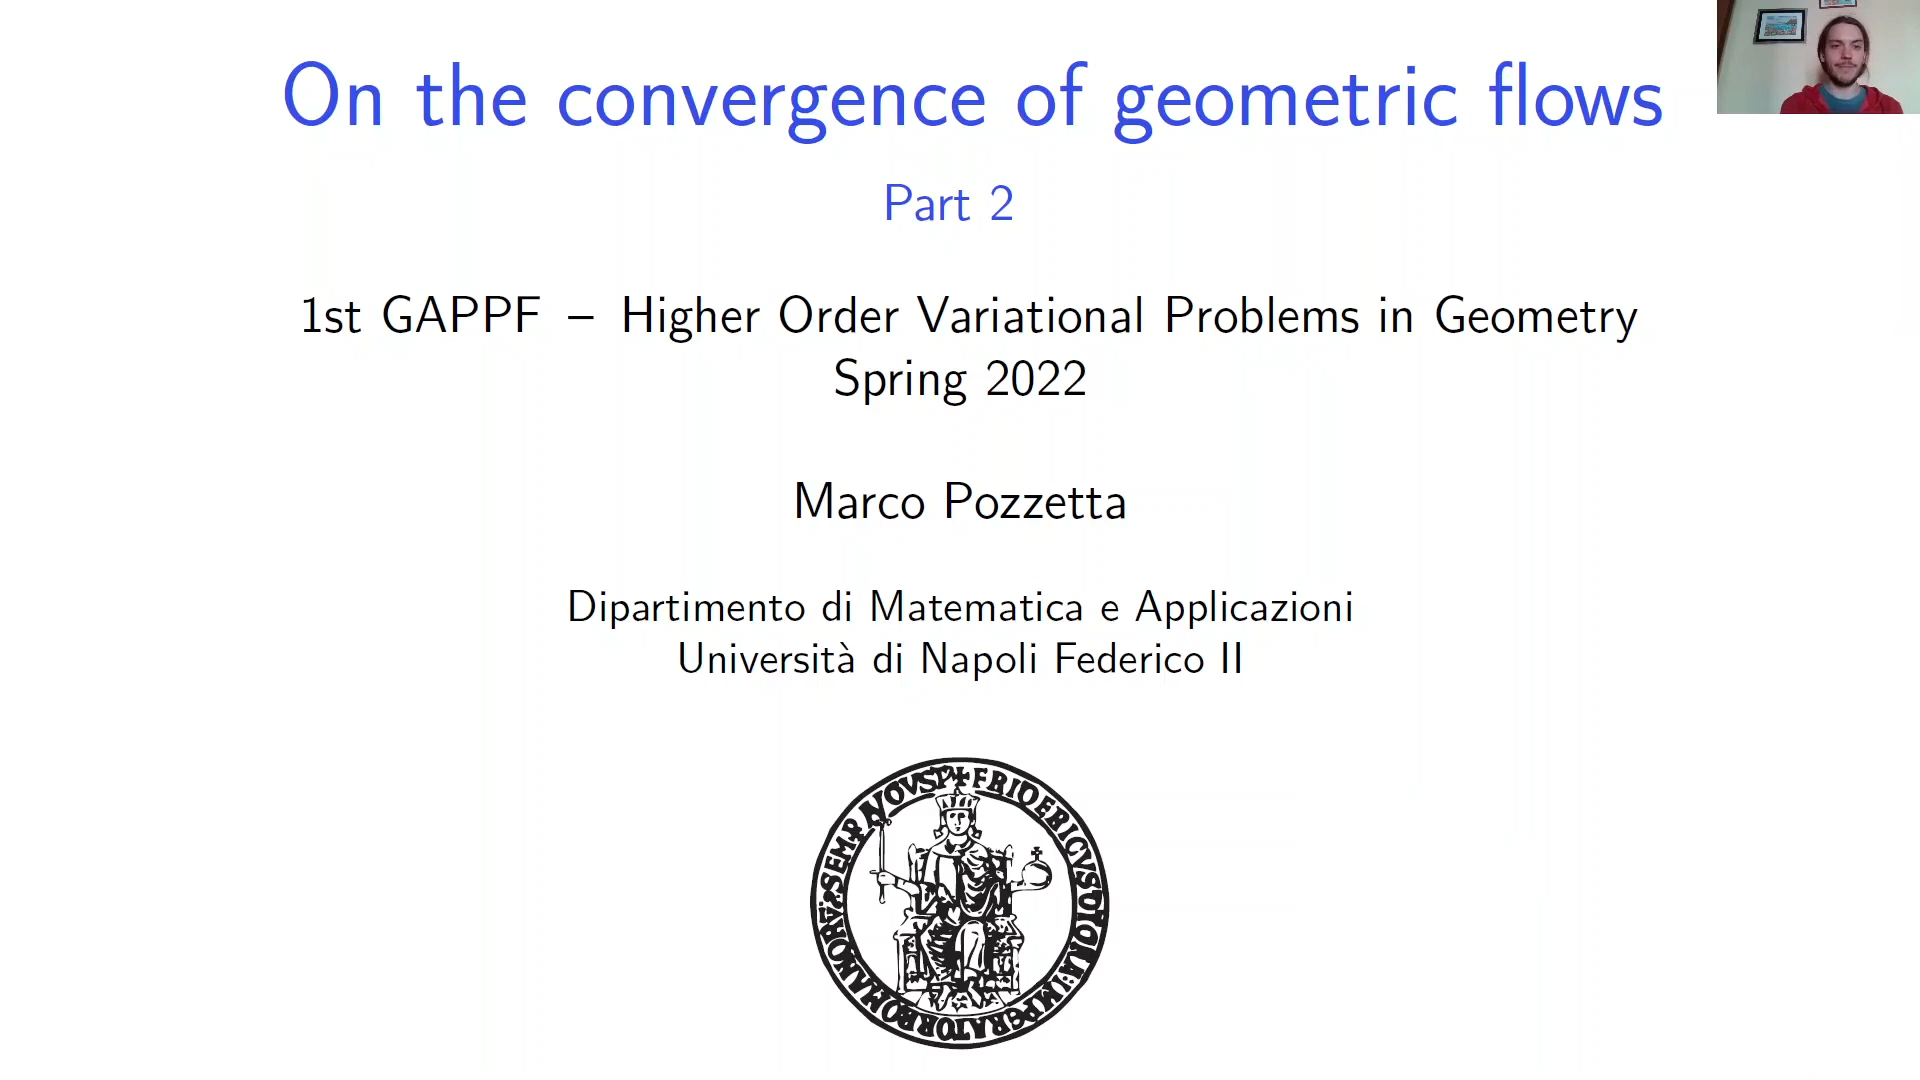 On the convergence of geometric flows
Part 2
1st GAPPF – Higher Order Variational Problems in Geometry
Spring 2022
Marco Pozzetta
Dipartimento di Matematica e Applicazioni
Università di Napoli Federico II